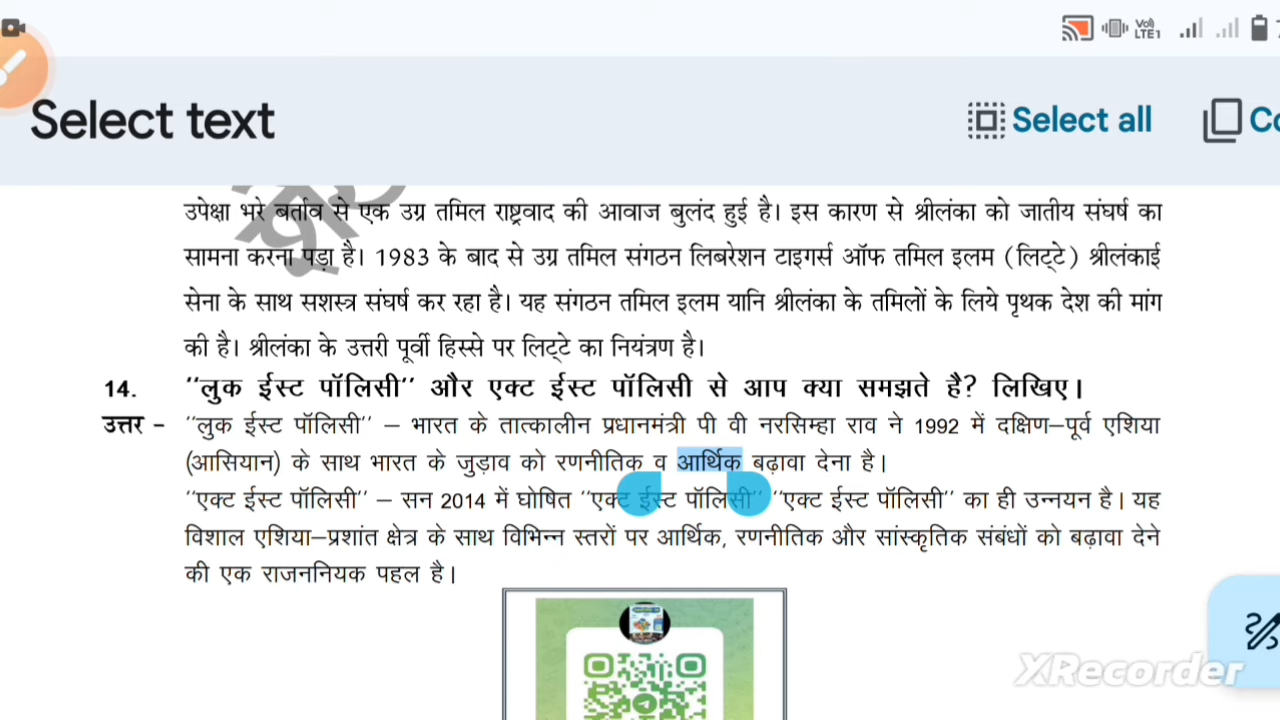 Vo)
LTE1
Select text
Select all
उपेक्षा भरे बर्ताव से एक उग्र तमिल राष्ट्रवाद की आवाज बुलंद हुई है। इस कारण से श्रीलंका को जातीय संघर्ष का
सामना करना पड़ा है। 1983 के बाद से उग्र तमिल संगठन लिबरेशन टाइगर्स ऑफ तमिल इलम (लिट्टे) श्रीलंकाई
सेना के साथ सशस्त्र संघर्ष कर रहा है। यह संगठन तमिल इलम यानि श्रीलंका के तमिलों के लिये पृथक देश की मांग
की है। श्रीलंका के उत्तरी पूर्वी हिस्से पर लिट्टे का नियंत्रण है।
14. ''लुक ईस्ट पॉलिसी'' और एक्ट ईस्ट पॉलिसी से आप क्या समझते है? लिखिए।
उत्तर – ''लुक ईस्ट पॉलिसी'' – भारत के तात्कालीन प्रधानमंत्री पी वी नरसिम्हा राव ने 1992 में दक्षिण–पूर्व एशिया
(आसियान) के साथ भारत के जुड़ाव को रणनीतिक व आर्थिक बढ़ावा देना है।
''एक्ट ईस्ट पॉलिसी'' – सन 2014 में घोषित ''एक्ट ईस्ट पॉलिसी'' ''एक्ट ईस्ट पॉलिसी'' का ही उन्नयन है। यह
विशाल एशिया–प्रशांत क्षेत्र के साथ विभिन्न स्तरों पर आर्थिक, रणनीतिक और सांस्कृतिक संबंधों को बढ़ावा देने
की एक राजननियक पहल है।
XRecorder